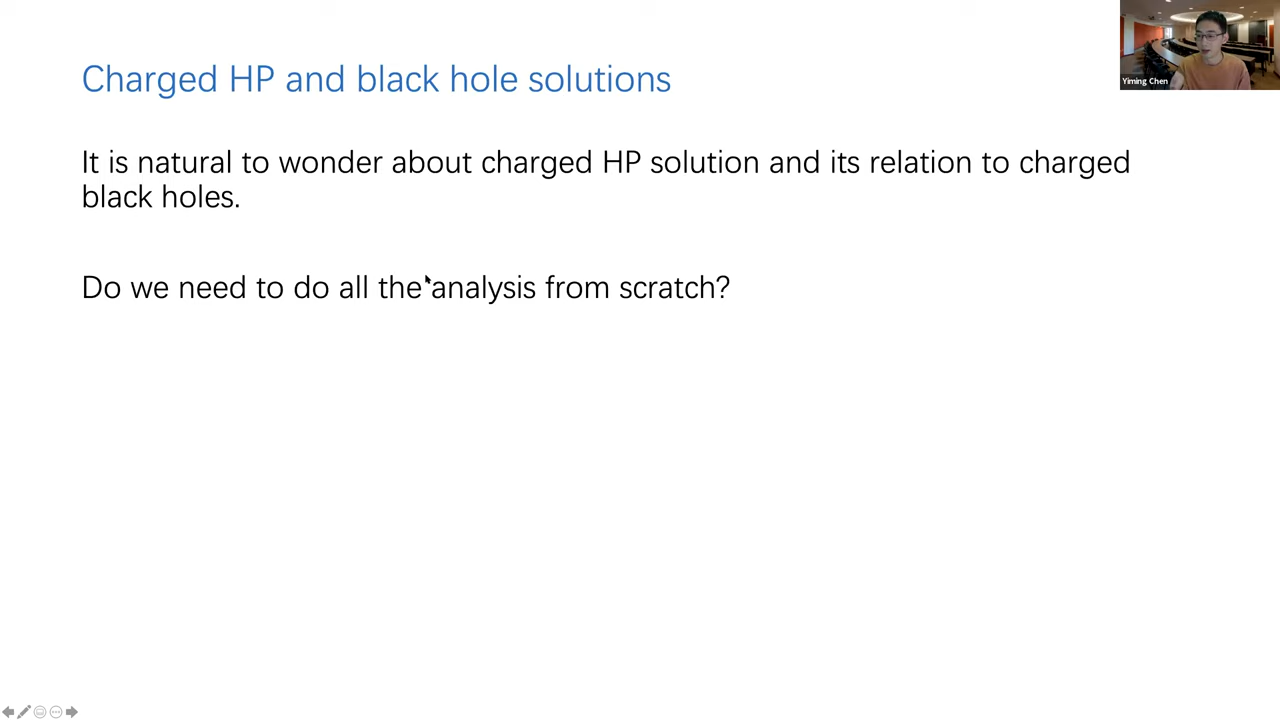 Charged HP and black hole solutions
It is natural to wonder about charged HP solution and its relation to charged
black holes.
Do we need to do all the analysis from scratch?
Yiming Chen